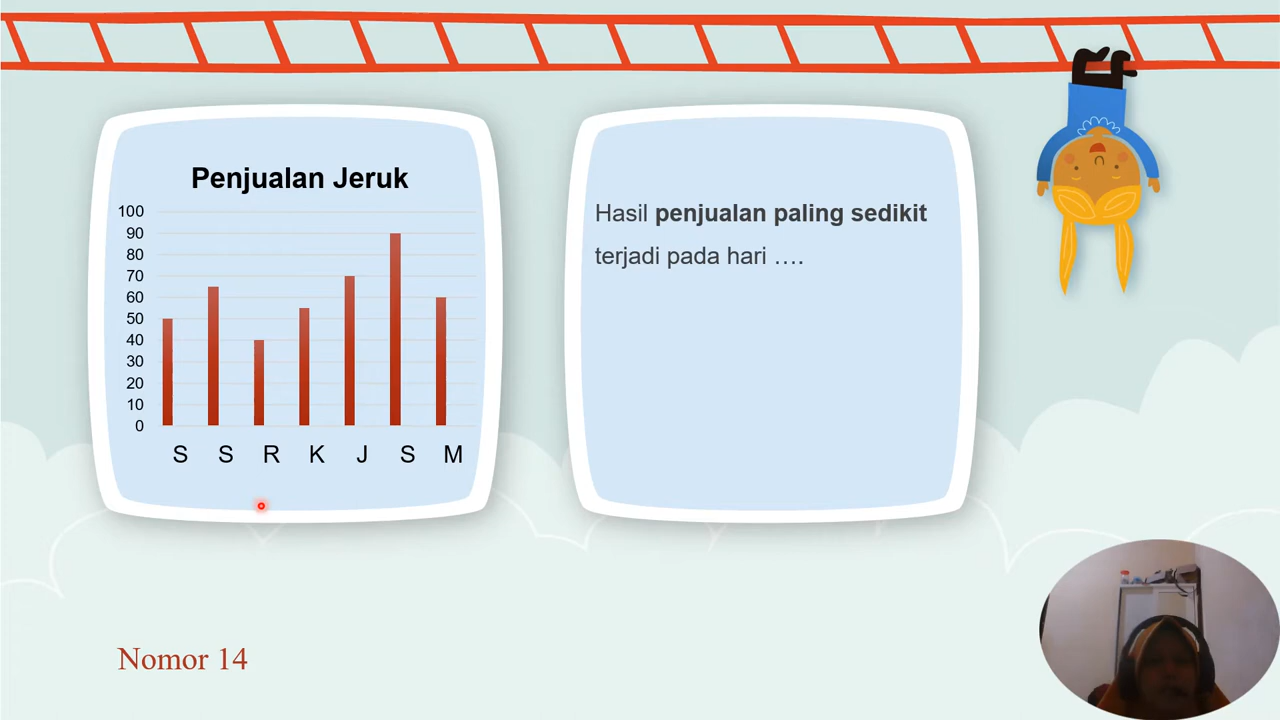 Penjualan Jeruk
100
90
80
70
60
50
40
30
20
10
0
S S R K J S M
Hasil penjualan paling sedikit
terjadi pada hari ….
Nomor 14